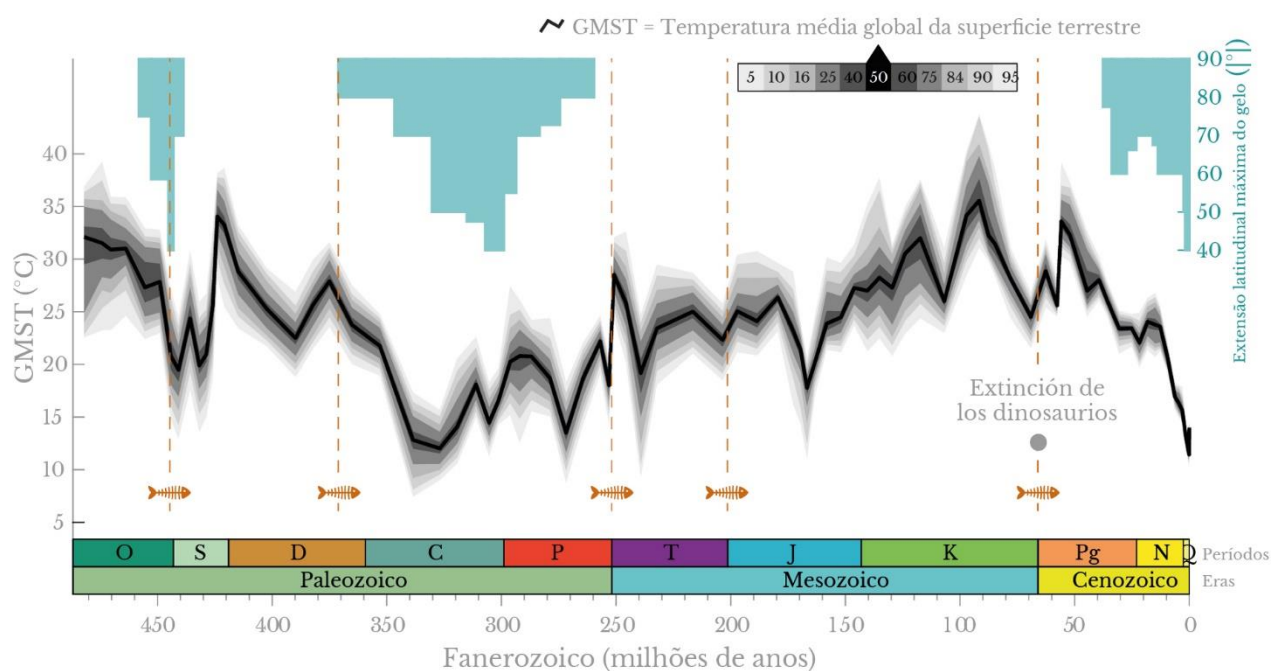 GMST = Temperatura média global da superficie terrestre
5 10 16 25 40 50 60 75 84 90 95
90
80
70
60
50
40
Extensão latitudinal máxima do gelo (|°|)
40
35
30
25
20
15
10
5
GMST (°C)
Extinción de
los dinosaurios
O S D C P T J K Pg N Q Períodos
Paleozoico Mesozoico Cenozoico Eras
450 400 350 300 250 200 150 100 50 0
Fanerozoico (milhões de anos)